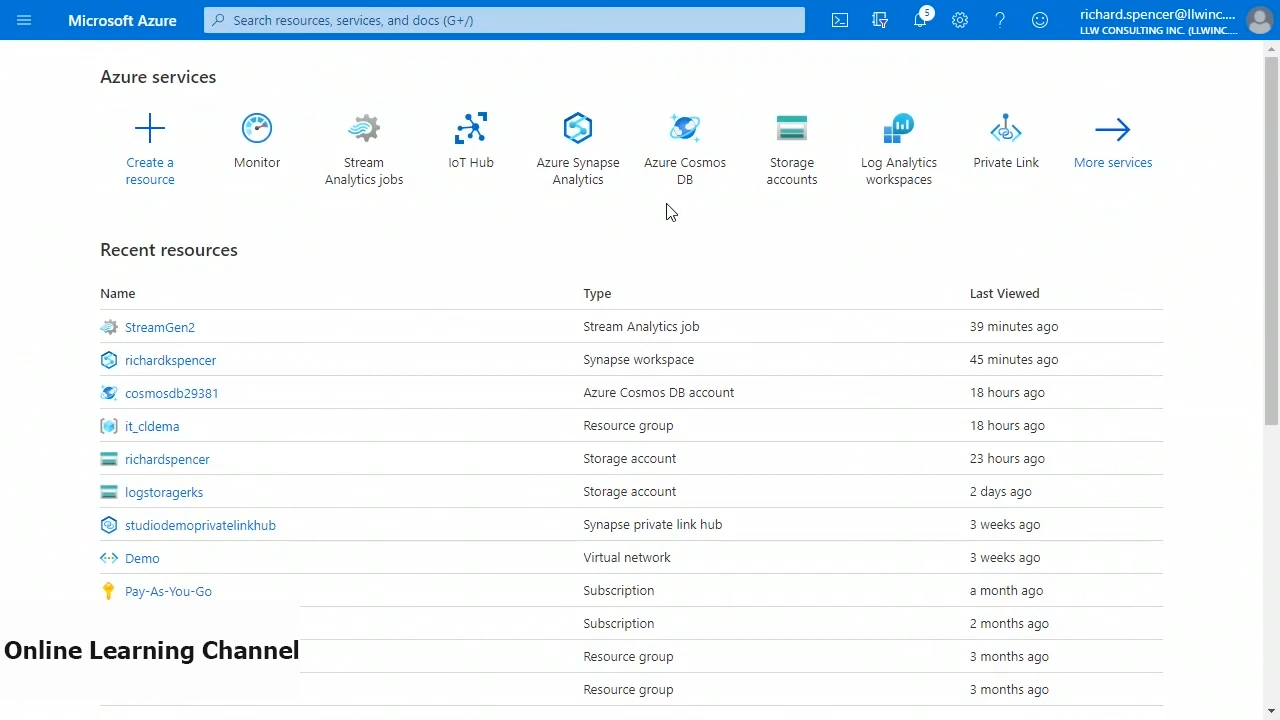 Microsoft Azure
Search resources, services, and docs (G+/)
5
richard.spencer@llwinc....
LLW CONSULTING INC. (LLWINC....
Azure services
Create a resource
Monitor
Stream Analytics jobs
IoT Hub
Azure Synapse Analytics
Azure Cosmos DB
Storage accounts
Log Analytics workspaces
Private Link
More services
Recent resources
Name Type Last Viewed
StreamGen2 Stream Analytics job 39 minutes ago
richardkspencer Synapse workspace 45 minutes ago
cosmosdb29381 Azure Cosmos DB account 18 hours ago
it_cldema Resource group 18 hours ago
richardspencer Storage account 23 hours ago
logstoragerks Storage account 2 days ago
studiodemoprivatelinkhub Synapse private link hub 3 weeks ago
Demo Virtual network 3 weeks ago
Pay-As-You-Go Subscription a month ago
Subscription 2 months ago
Online Learning Channel
Resource group 3 months ago
Resource group 3 months ago